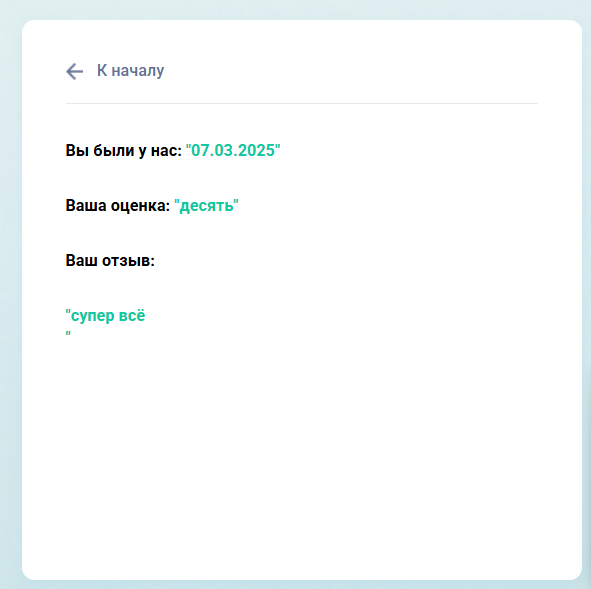 К началу
Вы были у нас: "07.03.2025"
Ваша оценка: "десять"
Ваш отзыв:
"супер всё
"